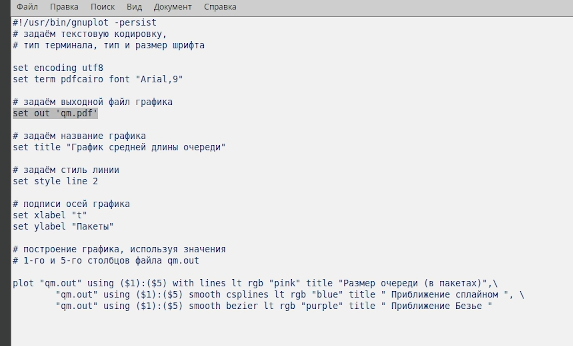 Файл Правка Поиск Вид Документ Справка
#!/usr/bin/gnuplot -persist
# задаём текстовую кодировку,
# тип терминала, тип и размер шрифта
set encoding utf8
set term pdfcairo font "Arial,9"
# задаём выходной файл графика
set out 'qm.pdf'
# задаём название графика
set title "График средней длины очереди"
# задаём стиль линии
set style line 2
# подписи осей графика
set xlabel "t"
set ylabel "Пакеты"
# построение графика, используя значения
# 1-го и 5-го столбцов файла qm.out
plot "qm.out" using ($1):($5) with lines lt rgb "pink" title "Размер очереди (в пакетах)",\
"qm.out" using ($1):($5) smooth csplines lt rgb "blue" title " Приближение сплайном ", \
"qm.out" using ($1):($5) smooth bezier lt rgb "purple" title " Приближение Безье "